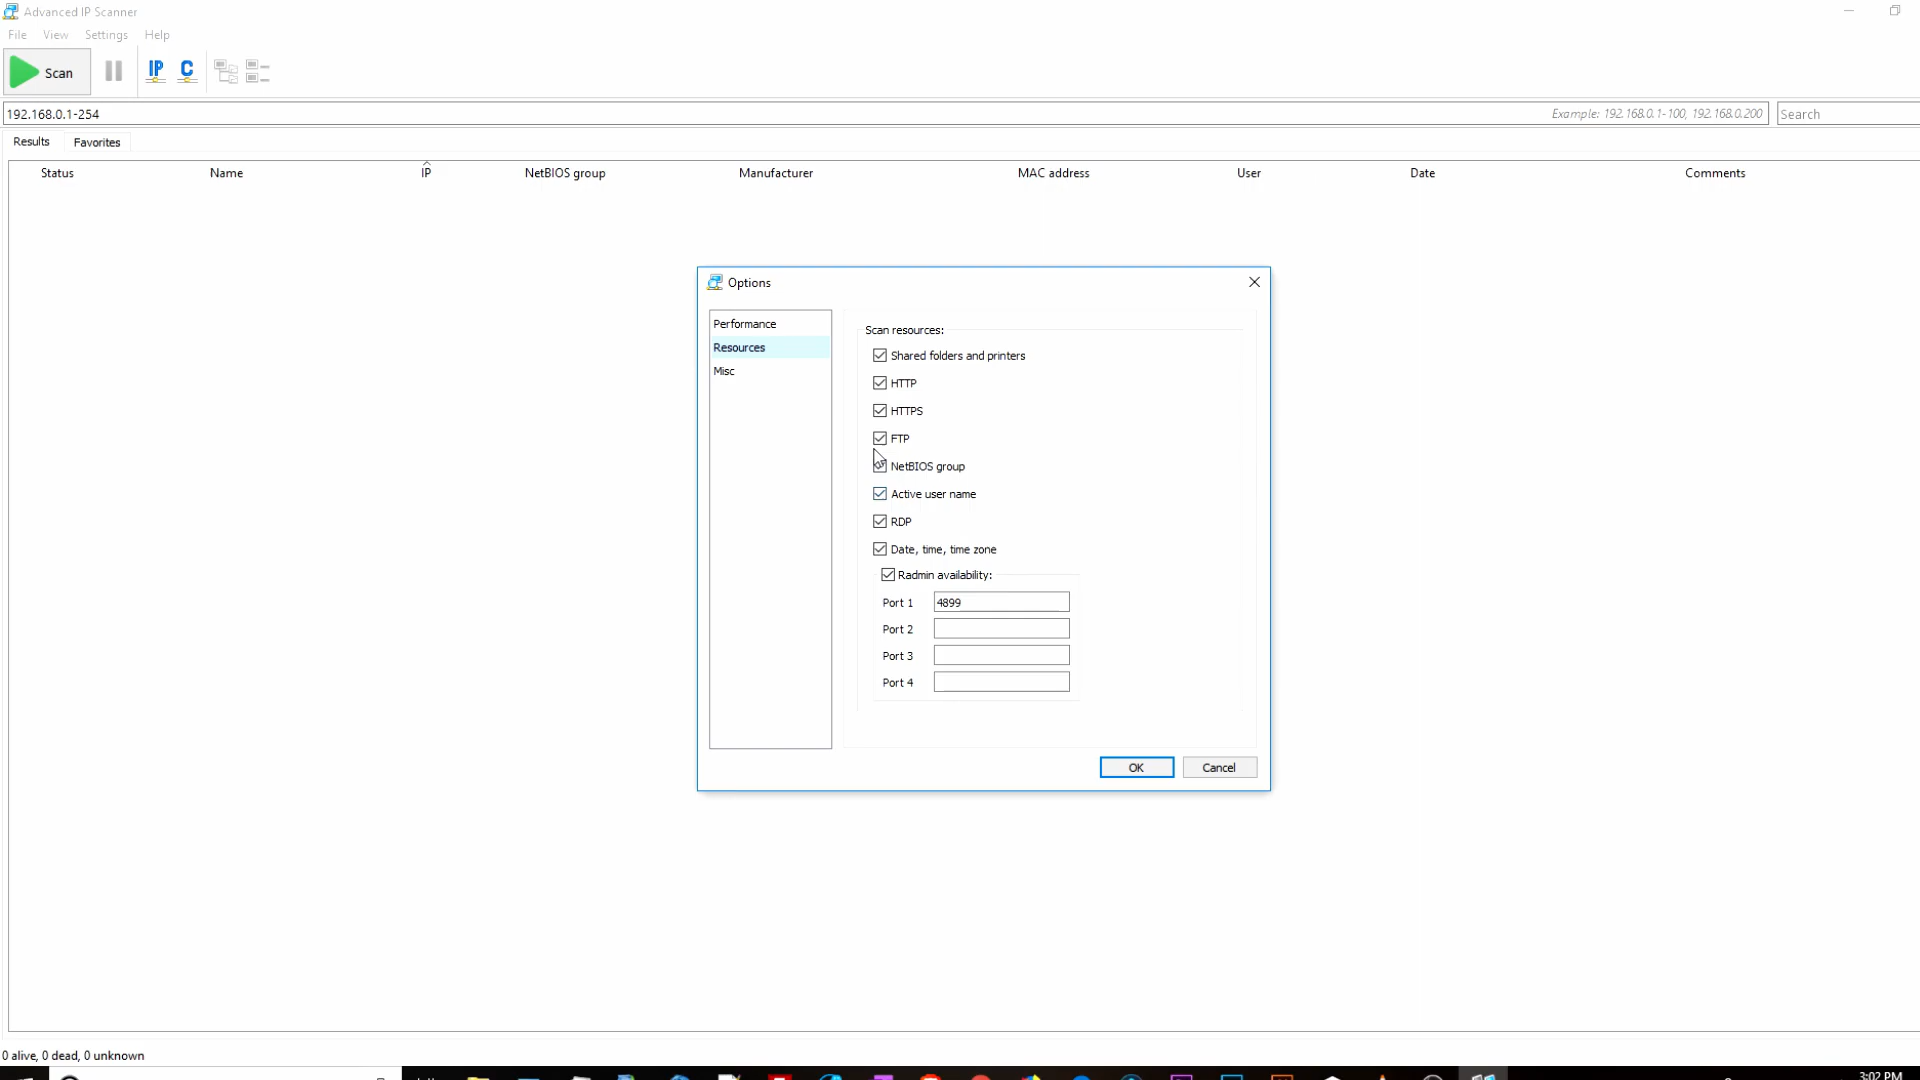 Advanced IP Scanner
File View Settings Help
Scan IP C
192.168.0.1-254 Example: 192.168.0.1-100, 192.168.0.200 Search
Results Favorites
Status Name IP NetBIOS group Manufacturer MAC address User Date Comments
Options
Performance
Resources
Misc
Scan resources:
Shared folders and printers
HTTP
HTTPS
FTP
NetBIOS group
Active user name
RDP
Date, time, time zone
Radmin availability:
Port 1 4899
Port 2
Port 3
Port 4
OK Cancel
0 alive, 0 dead, 0 unknown
3:02 PM